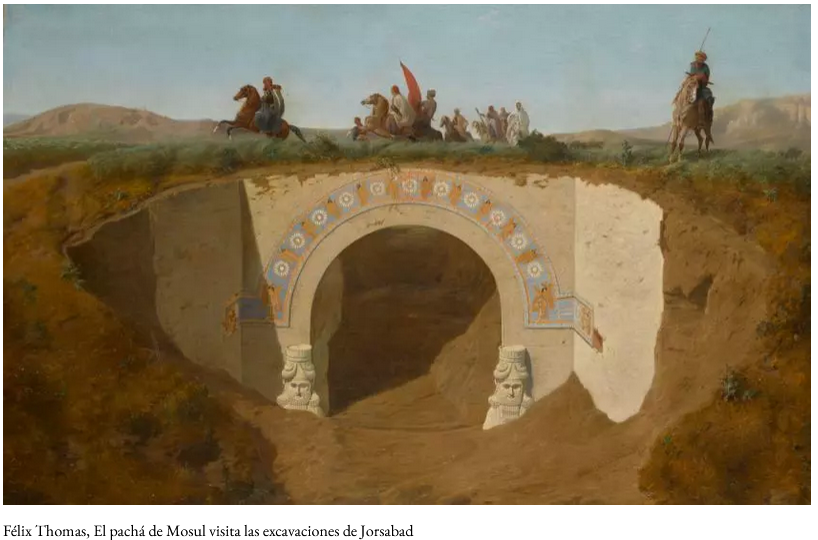 Félix Thomas, El pachá de Mosul visita las excavaciones de Jorsabad